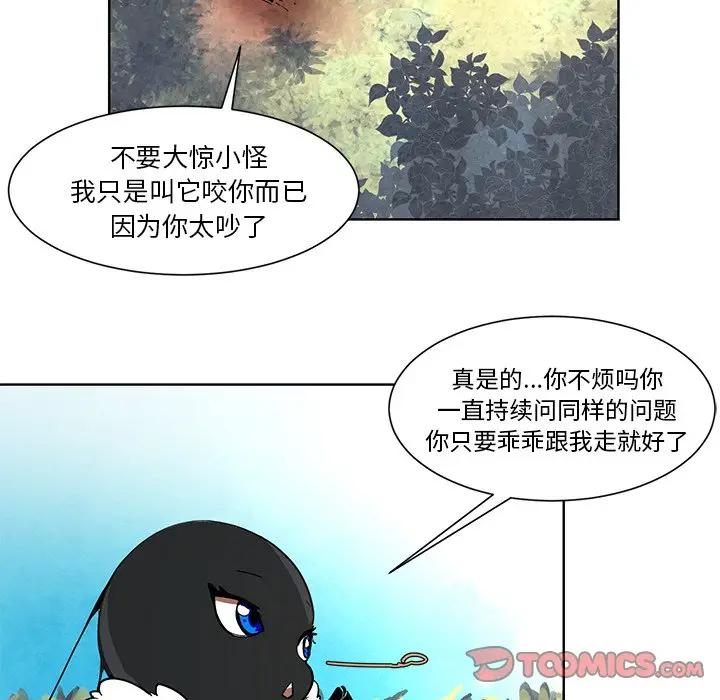 不要大惊小怪
我只是叫它咬你而已
因为你太吵了
真是的...你不烦吗你
一直持续问同样的问题
你只要乖乖跟我走就好了
TOOMICS.COM